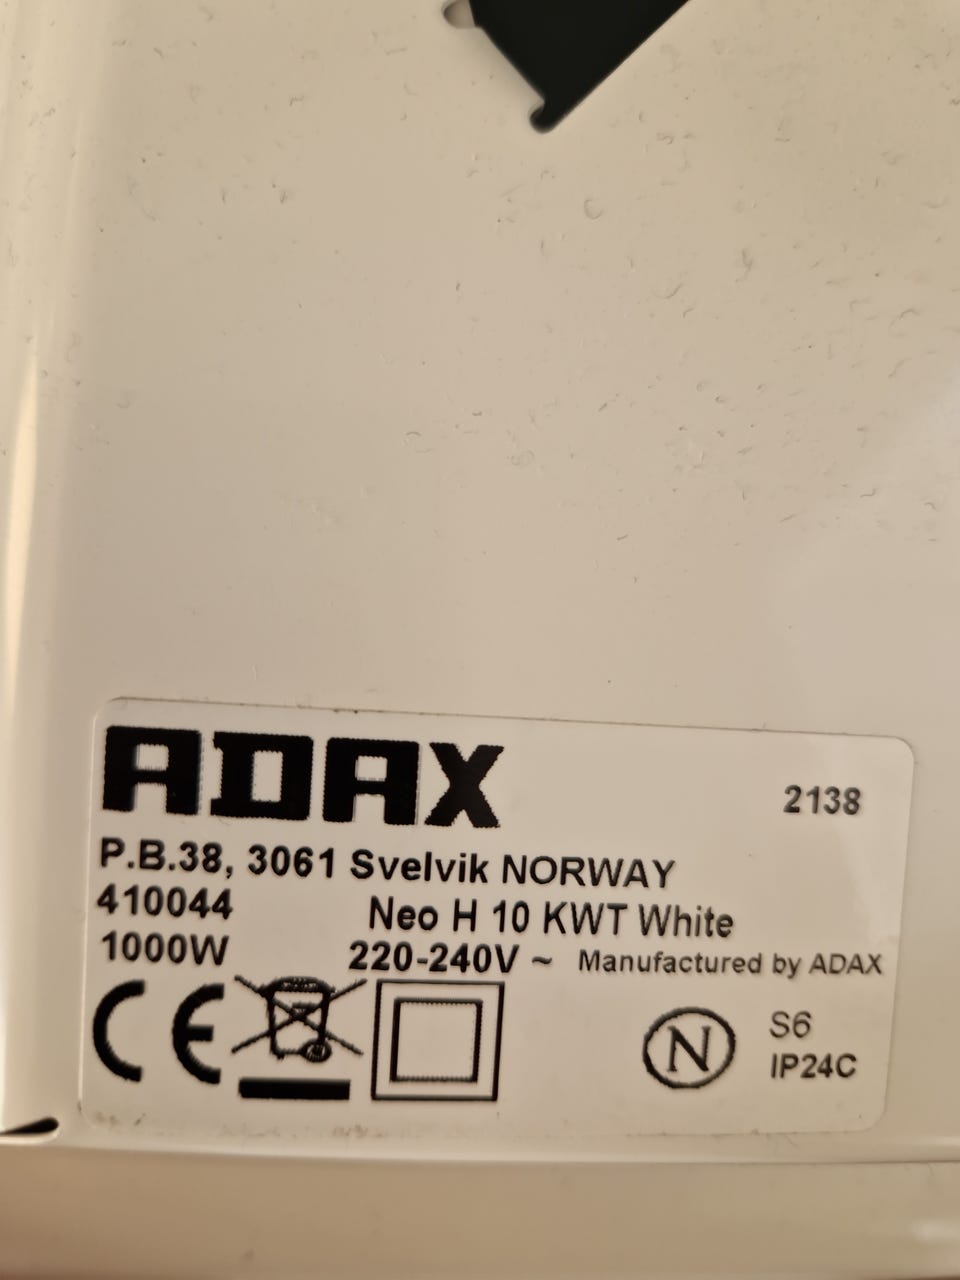 ADAX
2138
P.B.38, 3061 Svelvik NORWAY
410044 Neo H 10 KWT White
1000W 220-240V ~ Manufactured by ADAX
CE N S6
IP24C